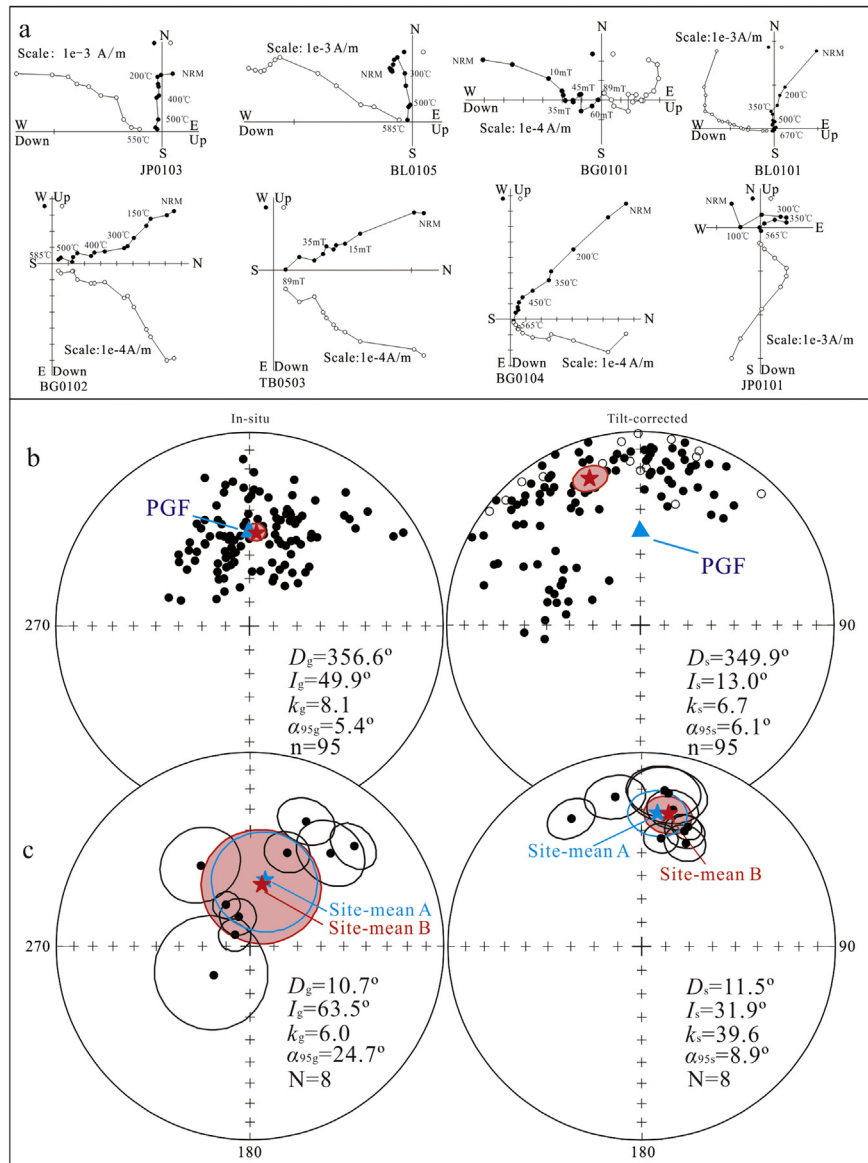 a
Scale: 1e-3 A/m
N
200℃
NRM
400℃
500℃
550℃
W
E
Down
Up
S
JP0103
Scale:1e-3A/m
N
NRM
300℃
500℃
585℃
W
E
Down
Up
S
BL0105
NRM
N
10mT
45mT
89mT
35mT
60mT
W
E
Down
Up
Scale:1e-4A/m
S
BG0101
Scale:1e-3A/m
N
NRM
200℃
350℃
500℃
670℃
W
E
Down
Up
S
BL0101
W Up
NRM
150℃
300℃
400℃
500℃
585℃
S
N
Scale:1e-4A/m
E Down
BG0102
W Up
NRM
35mT
15mT
89mT
S
N
Scale:1e-4A/m
E Down
TB0503
W Up
NRM
200℃
350℃
450℃
565℃
S
N
E Down
Scale:1e-4 A/m
BG0104
N Up
NRM
300℃
350℃
W
E
100℃
565℃
Scale:1e-3A/m
S Down
JP0101
In-situ
Tilt-corrected
b
PGF
PGF
270
90
Dg=356.6°
Ig=49.9°
kg=8.1
α95g=5.4°
n=95
Ds=349.9°
Is=13.0°
ks=6.7
α95s=6.1°
n=95
180
c
Site-mean A
Site-mean B
Site-mean A
Site-mean B
270
90
Dg=10.7°
Ig=63.5°
kg=6.0
α95g=24.7°
N=8
Ds=11.5°
Is=31.9°
ks=39.6
α95s=8.9°
N=8
180
180